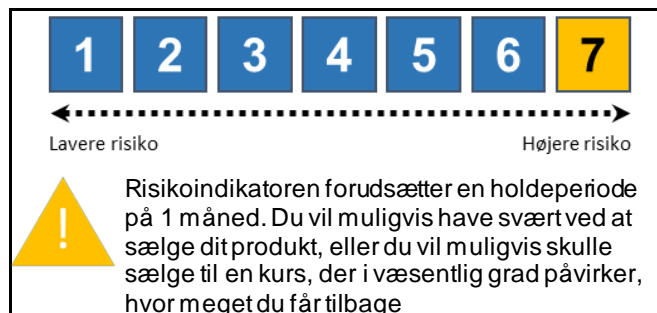 1 2 3 4 5 6 7
Lavere risiko Højere risiko
!
Risikoindikatoren forudsætter en holdeperiode
på 1 måned. Du vil muligvis have svært ved at
sælge dit produkt, eller du vil muligvis skulle
sælge til en kurs, der i væsentlig grad påvirker,
hvor meget du får tilbage